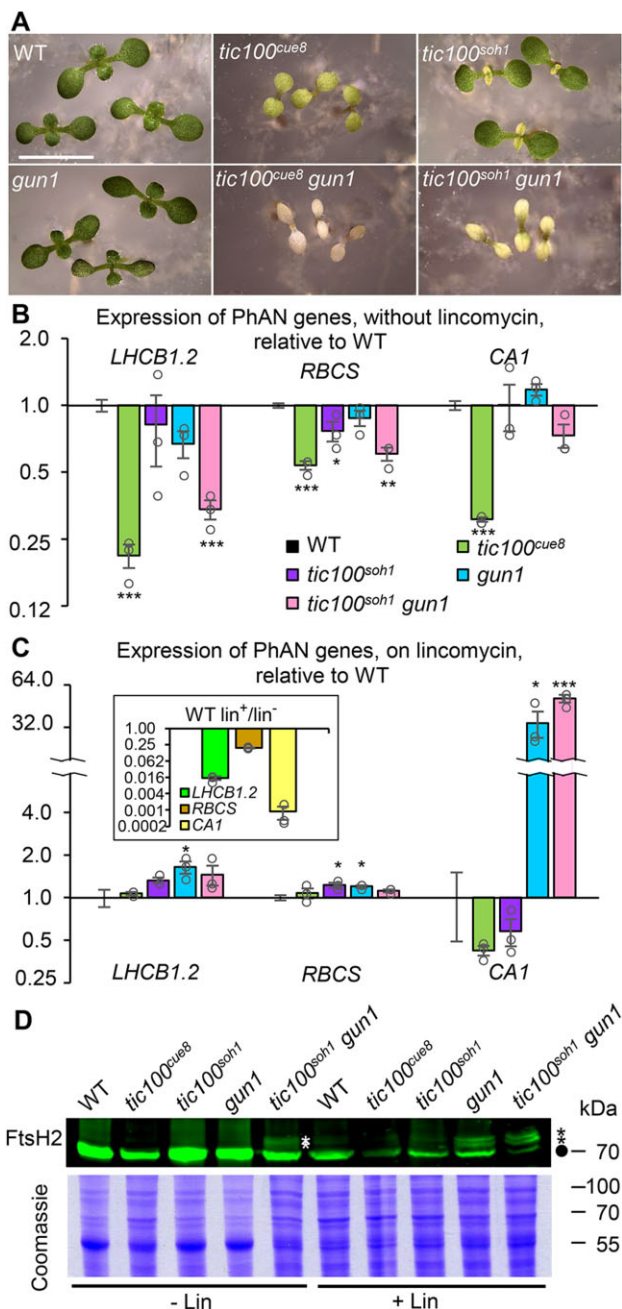 A
WT
tic100cue8
tic100soh1
gun1
tic100cue8 gun1
tic100soh1 gun1
B
Expression of PhAN genes, without lincomycin,
relative to WT
2.0
1.0
0.5
0.25
0.12
LHCB1.2
RBCS
CA1
***
***
*
**
***
***
WT
tic100cue8
tic100soh1
gun1
tic100soh1 gun1
C
Expression of PhAN genes, on lincomycin,
relative to WT
64.0
32.0
4.0
2.0
1.0
0.5
0.25
WT lin+/lin-
1.00
0.25
0.016
0.004
0.001
0.0002
LHCB1.2
RBCS
CA1
*
*
*
*
***
LHCB1.2
RBCS
CA1
D
WT
tic100cue8
tic100soh1
gun1
tic100soh1 gun1
WT
tic100cue8
tic100soh1
gun1
tic100soh1 gun1
kDa
FtsH2
**
**
70
Coomassie
100
70
55
- Lin
+ Lin